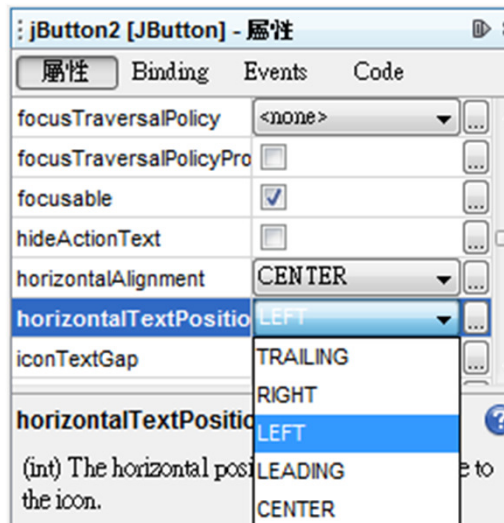 jButton2 [JButton] - 屬性
屬性 Binding Events Code
focusTraversalPolicy <none> ...
focusTraversalPolicyPro ...
focusable ...
hideActionText ...
horizontalAlignment CENTER ...
horizontalTextPositio LEFT ...
iconTextGap ...
TRAILING
RIGHT
LEFT
LEADING
CENTER
horizontalTextPositio ?
(int) The horizontal posi e to
the icon.